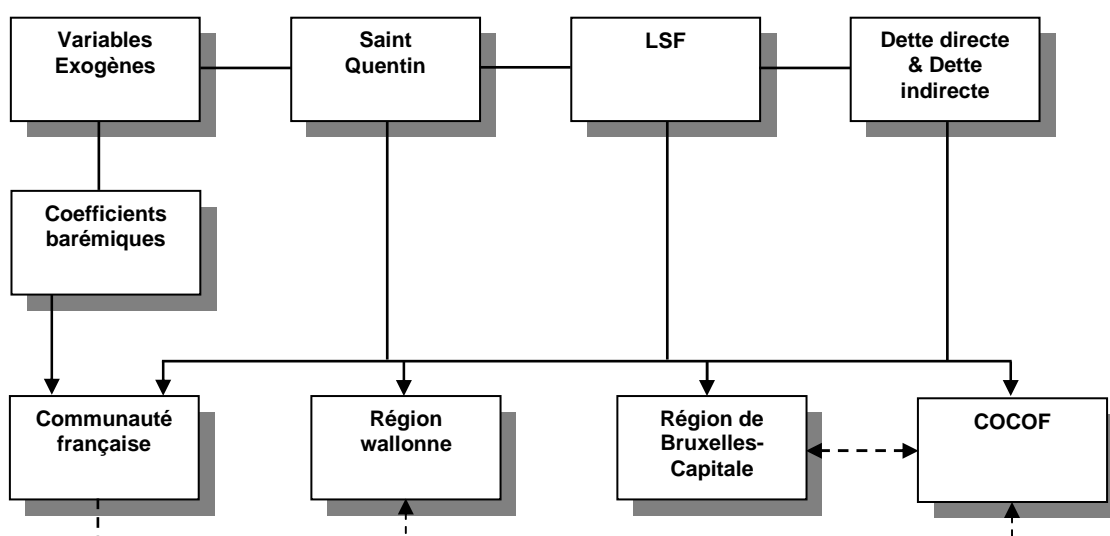 Variables
Exogènes
Saint
Quentin
LSF
Dette directe
& Dette
indirecte
Coefficients
barémiques
Communauté
française
Région
wallonne
Région de
Bruxelles-
Capitale
COCOF